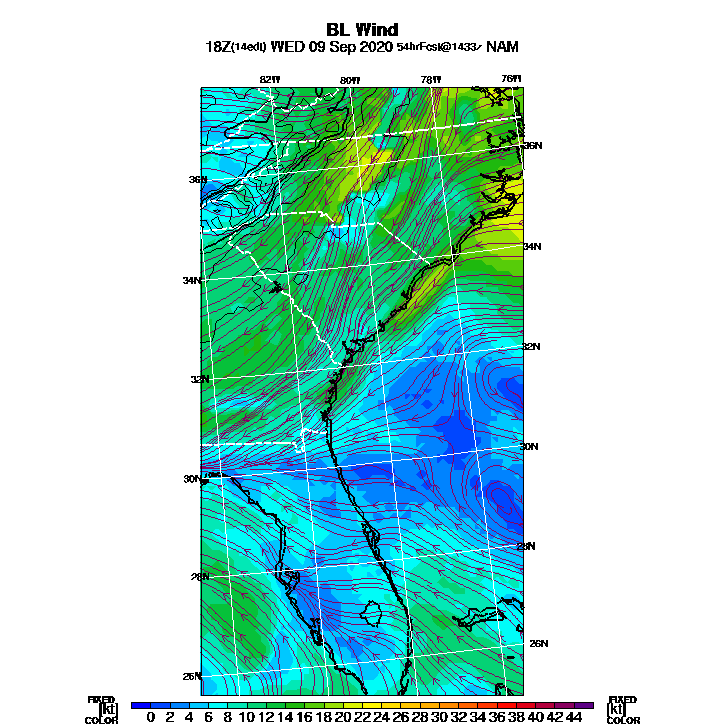 BL Wind
18Z(14edt) WED 09 Sep 2020 54hrFcst@1433z NAM
82W 80W 78W 76W
36N 36N
34N 34N
32N 32N
30N 30N
28N 28N
26N 26N
FIXED FIXED
[kt] 0 2 4 6 8 10 12 14 16 18 20 22 24 26 28 30 32 34 36 38 40 42 44 [kt]
COLOR COLOR